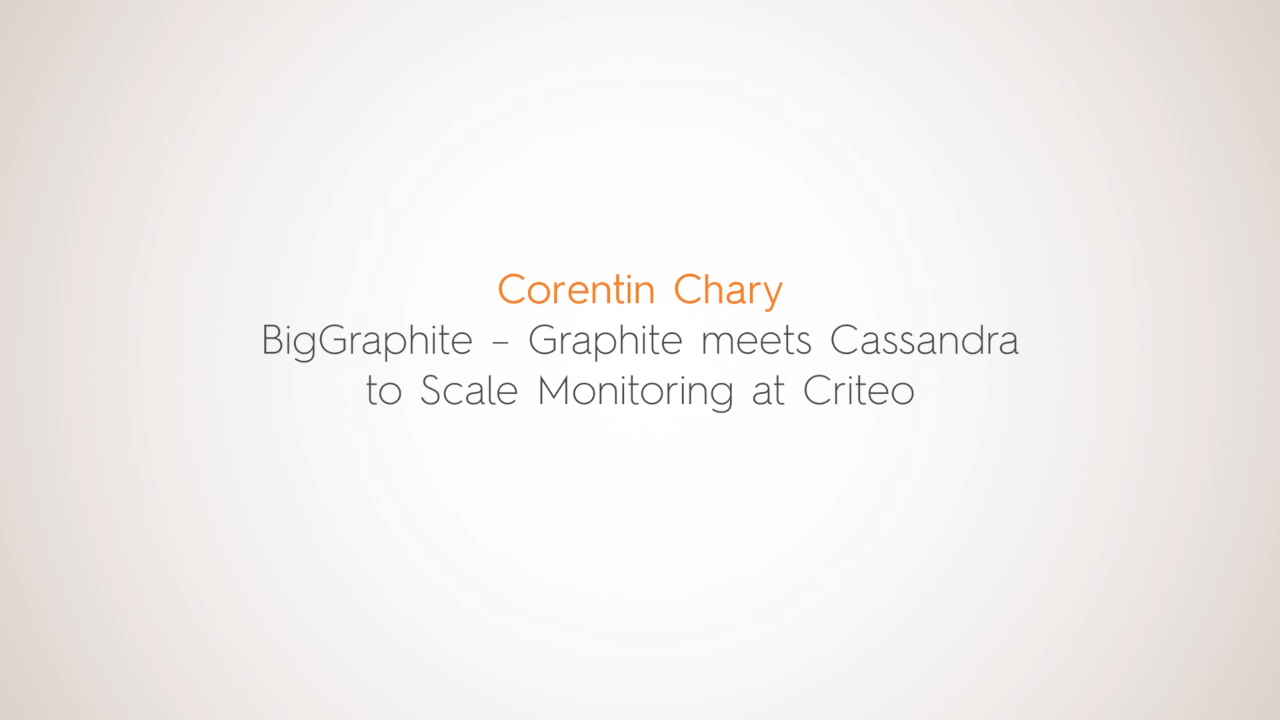 Corentin Chary
BigGraphite – Graphite meets Cassandra
to Scale Monitoring at Criteo